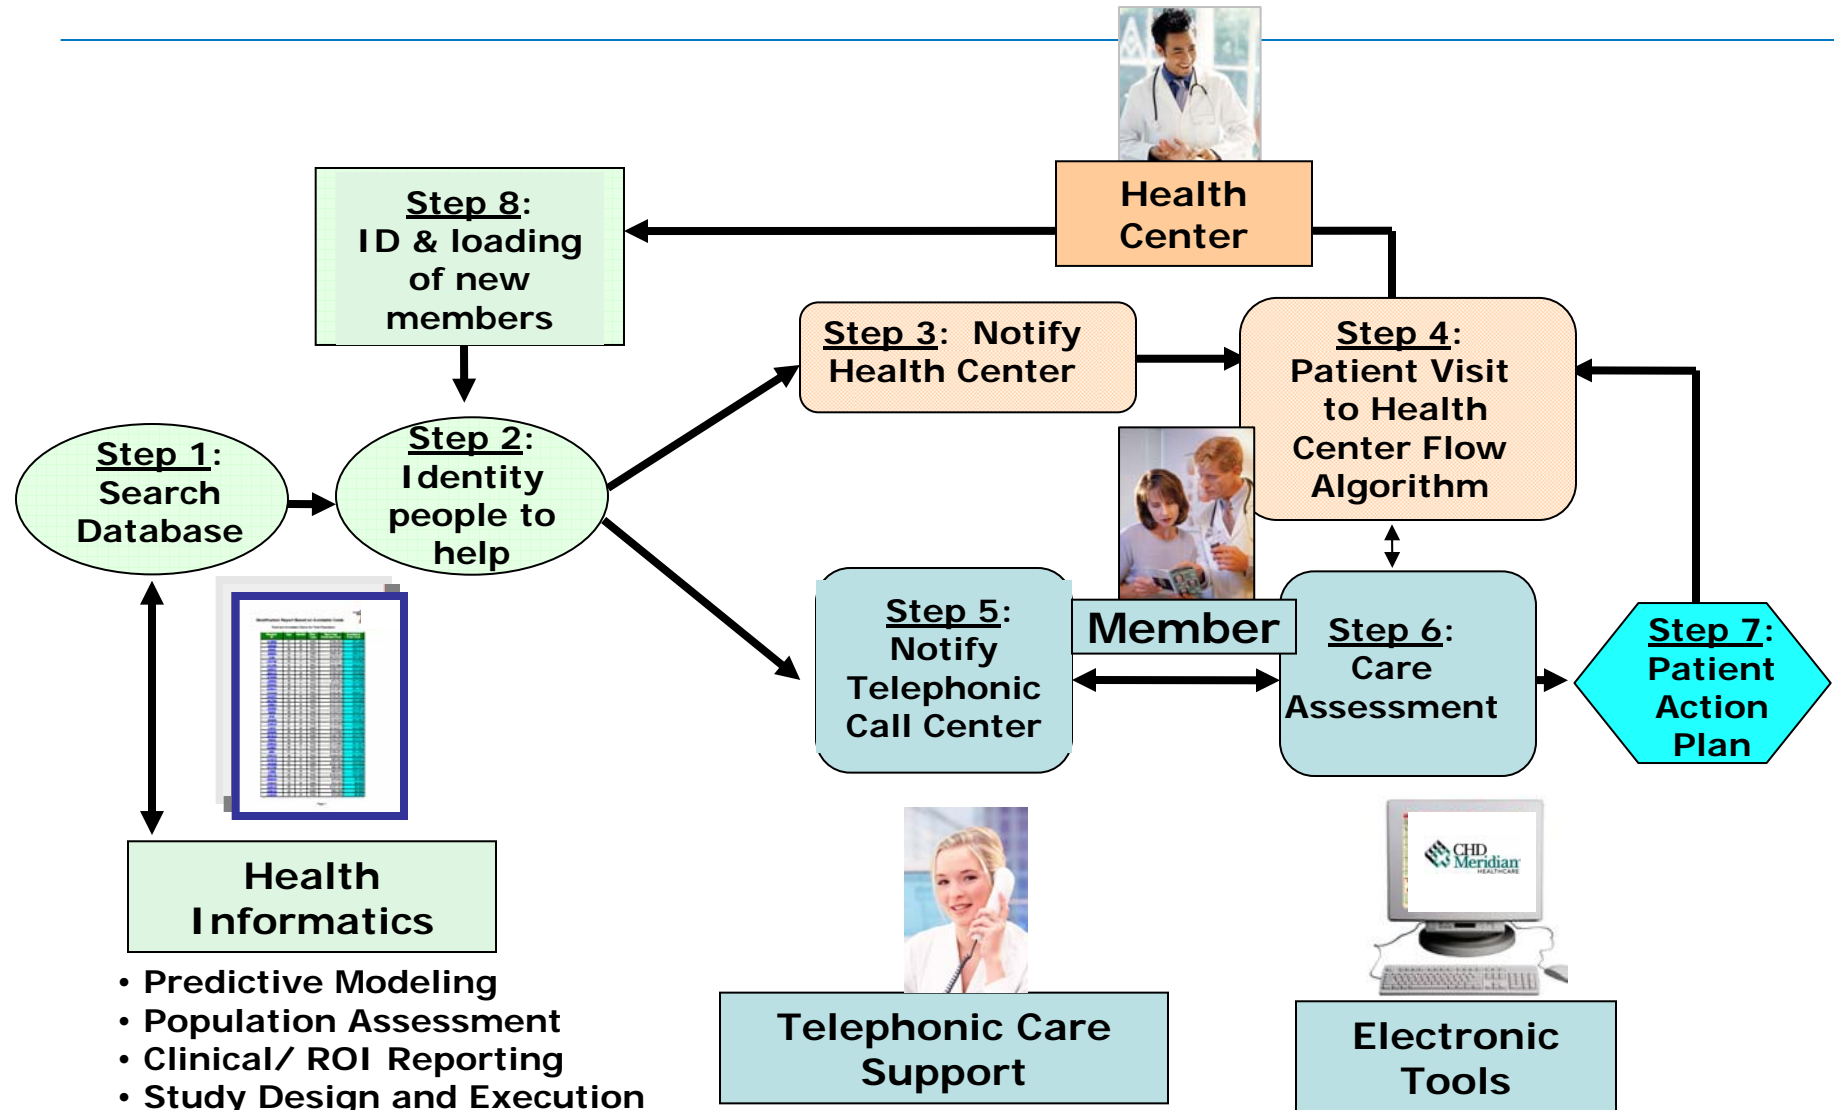 Health
Center
Step 8:
ID & loading
of new
members
Step 3: Notify
Health Center
Step 4:
Patient Visit
to Health
Center Flow
Algorithm
Step 1:
Search
Database
Step 2:
Identity
people to
help
Step 5:
Notify
Telephonic
Call Center
Member
Step 6:
Care
Assessment
Step 7:
Patient
Action
Plan
Health
Informatics
• Predictive Modeling
• Population Assessment
• Clinical/ ROI Reporting
• Study Design and Execution
Telephonic Care
Support
CHD
Meridian
HEALTHCARE
Electronic
Tools